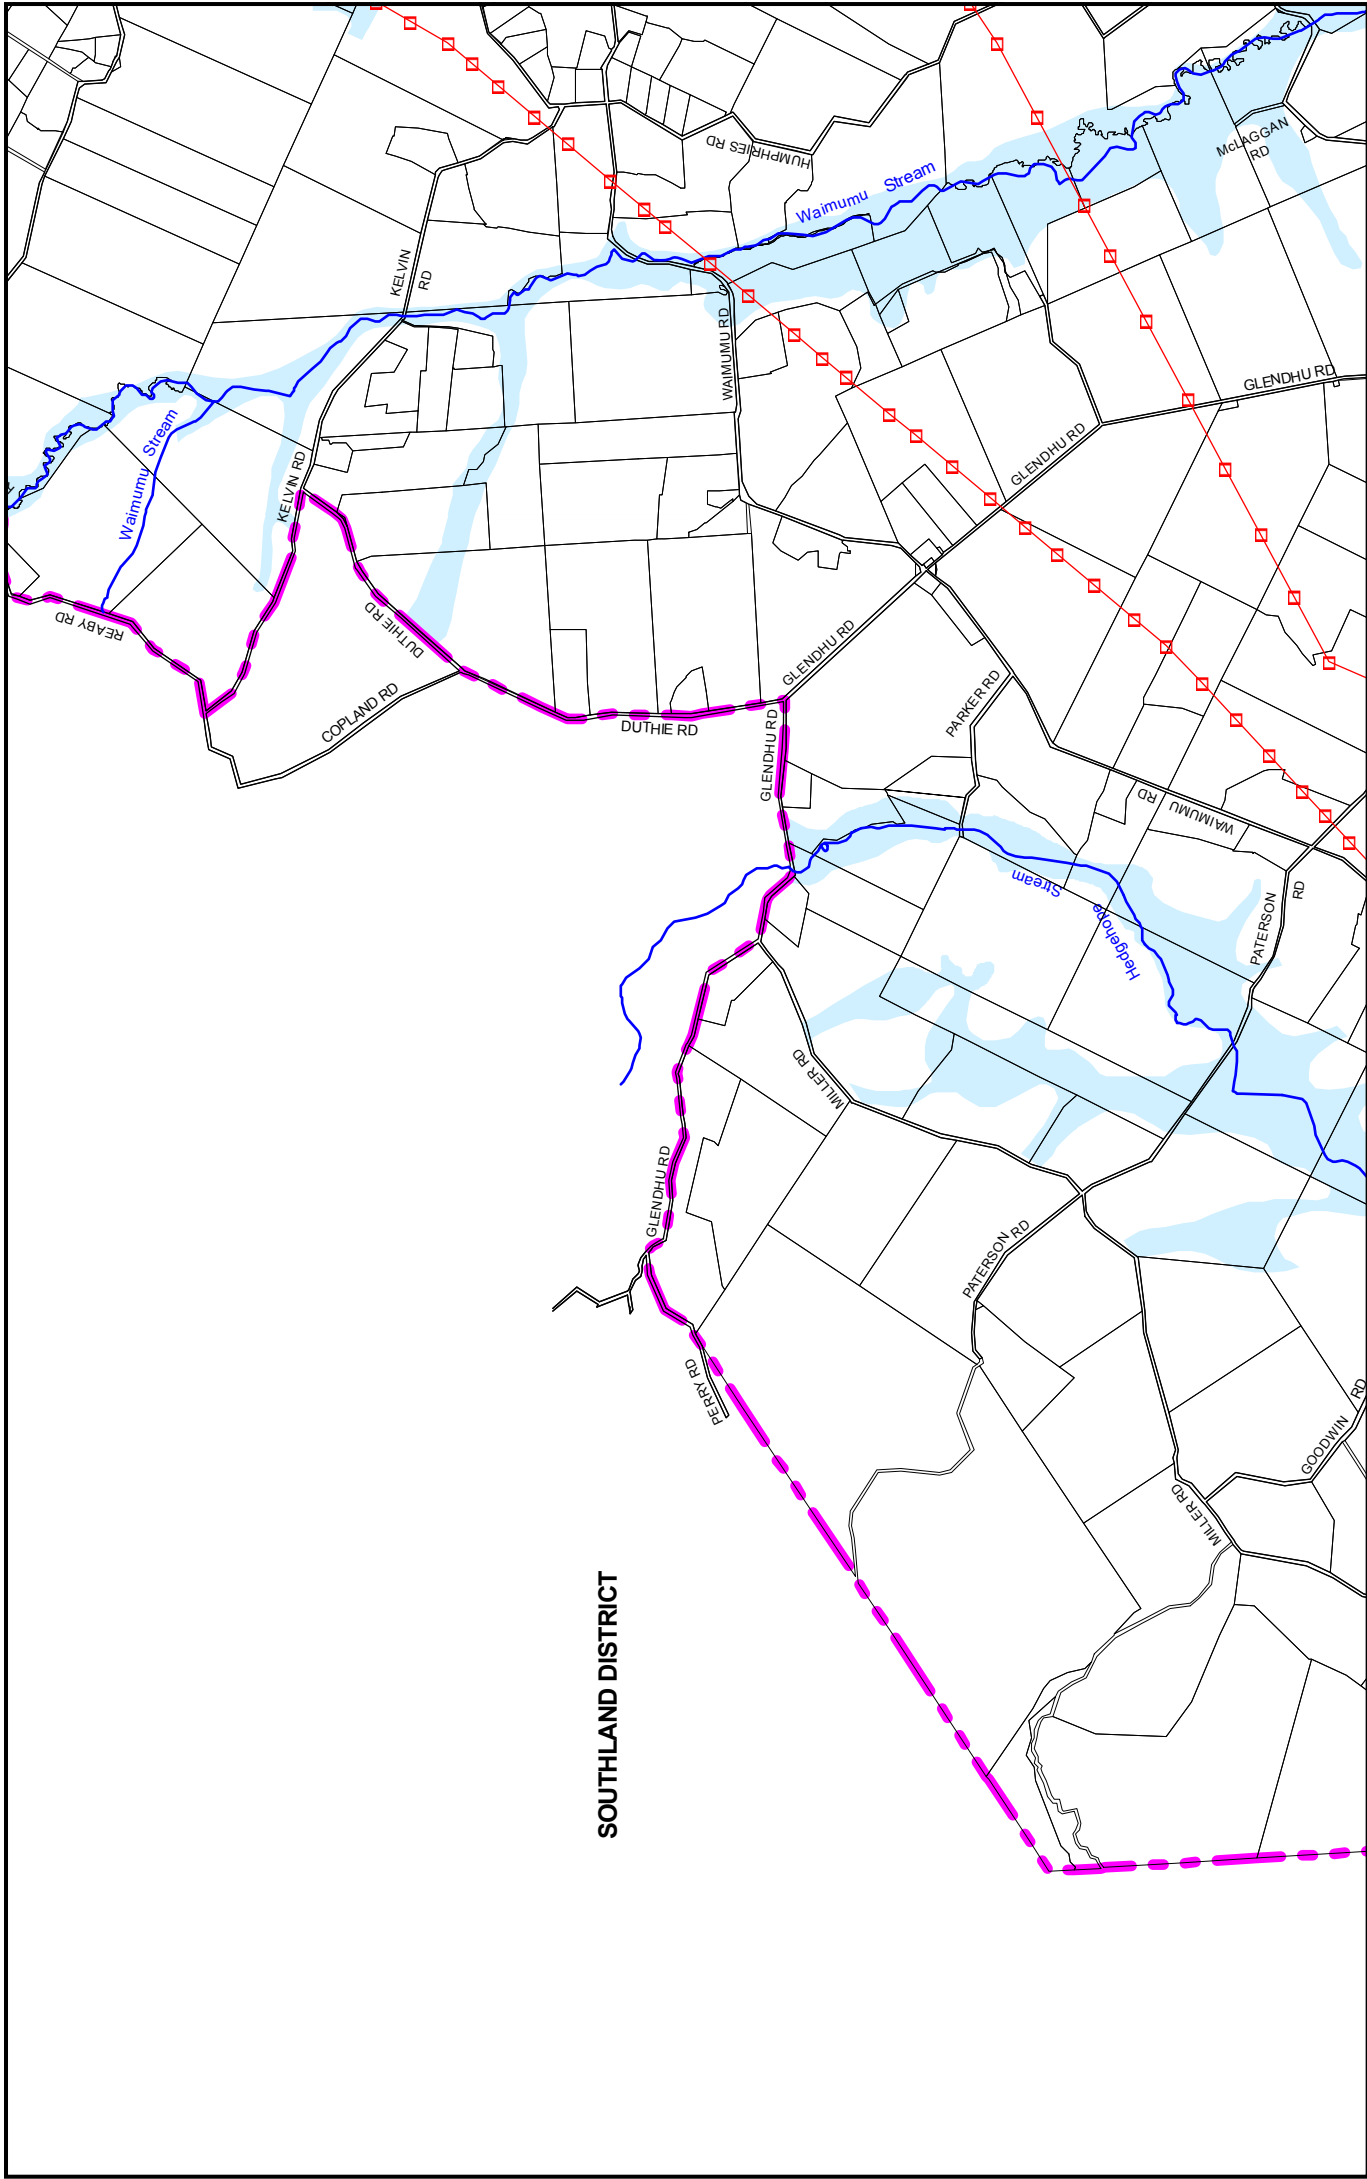 HUMPHRIES RD
McLAGGAN
RD
Waimumu Stream
KELVIN
RD
WAIMUMU RD
GLENDHU RD
Waimumu Stream
KELVIN RD
GLENDHU RD
REABY RD
DUTHIE RD
GLENDHU RD
COPLAND RD
DUTHIE RD
GLENDHU RD
PARKER RD
WAIMUMU RD
Stream
Hedgehope
PATERSON
RD
MILLER RD
GLENDHU RD
PATERSON RD
PERRY RD
GOODWIN RD
MILLER RD
SOUTHLAND DISTRICT